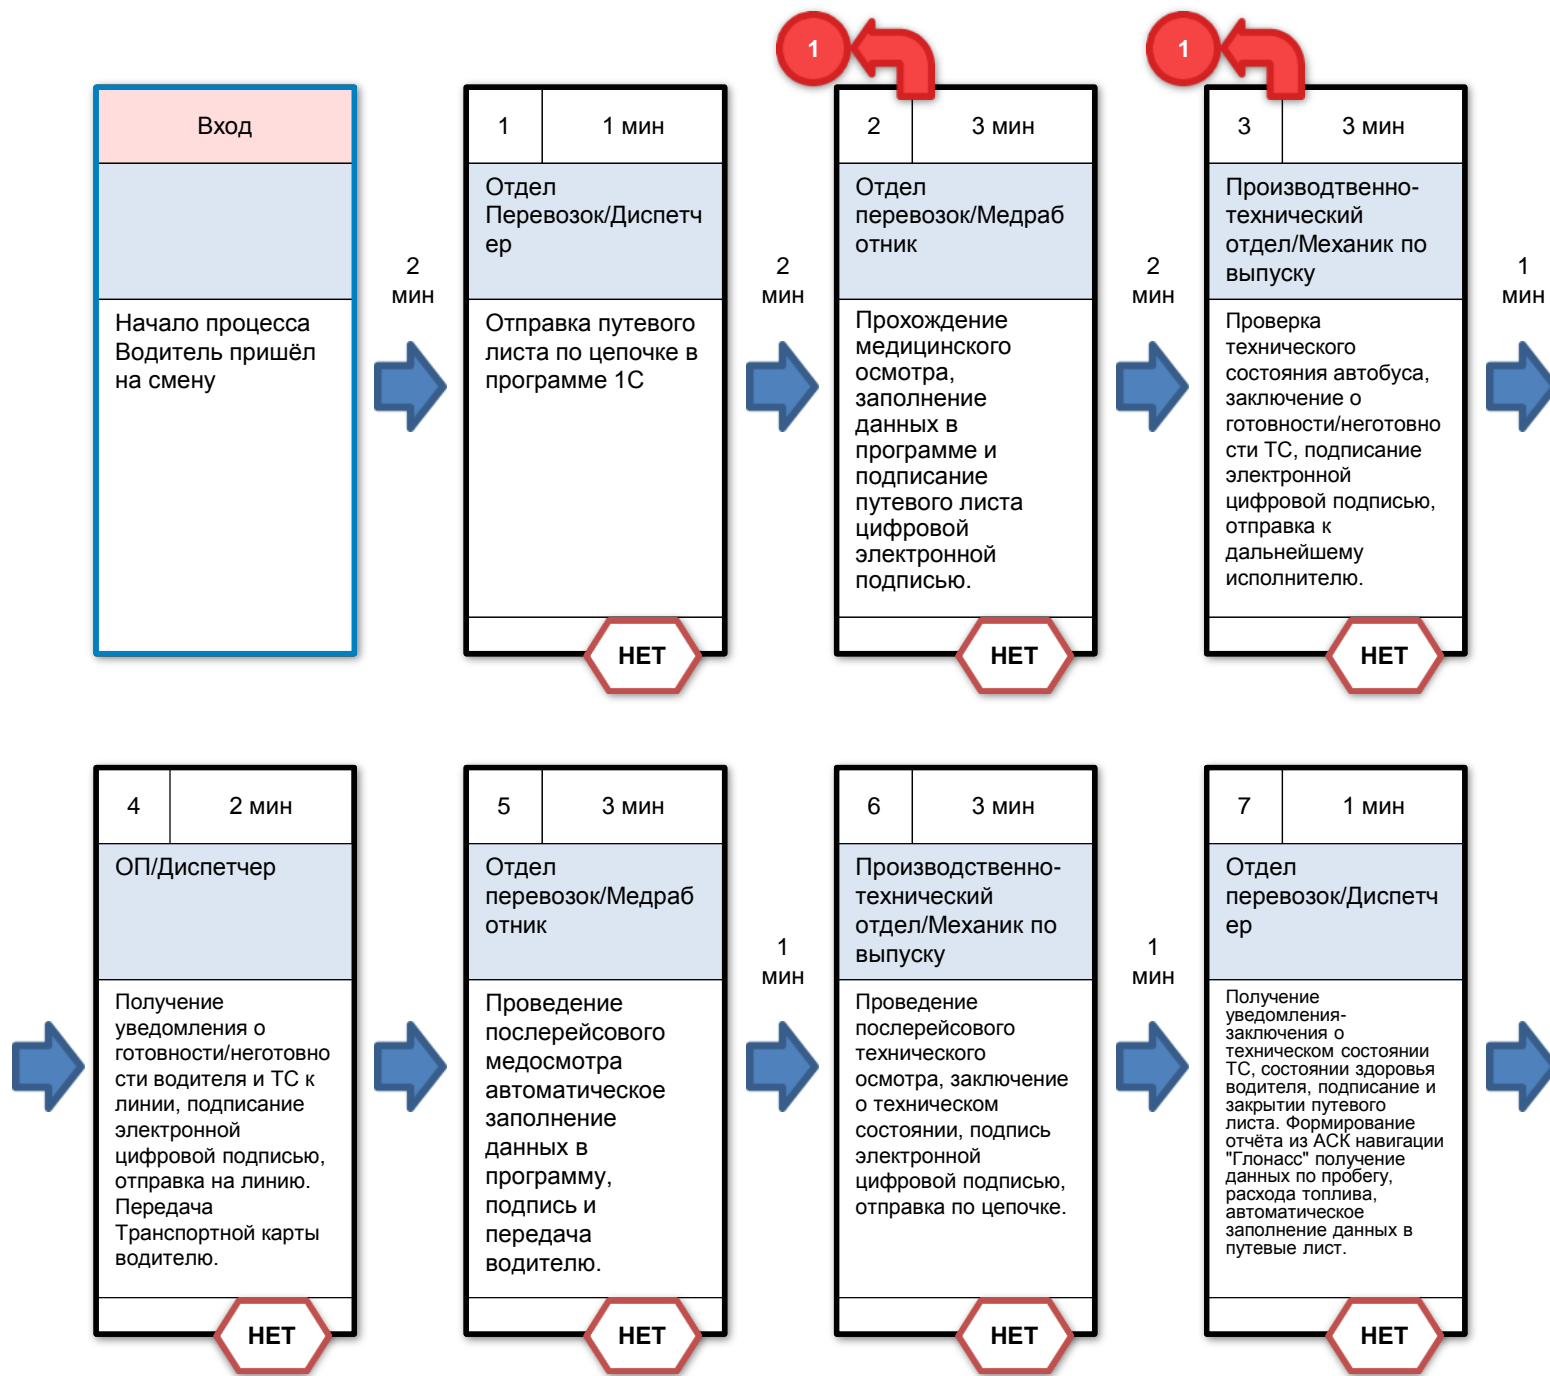 1
1
Вход
Начало процесса
Водитель пришёл
на смену
2
мин
1
1 мин
Отдел
Перевозок/Диспетч
ер
Отправка путевого
листа по цепочке в
программе 1С
НЕТ
2
мин
2
3 мин
Отдел
перевозок/Медраб
отник
Прохождение
медицинского
осмотра,
заполнение
данных в
программе и
подписание
путевого листа
цифровой
электронной
подписью.
НЕТ
2
мин
3
3 мин
Производтвенно-
технический
отдел/Механик по
выпуску
Проверка
технического
состояния автобуса,
заключение о
готовности/неготовно
сти ТС, подписание
электронной
цифровой подписью,
отправка к
дальнейшему
исполнителю.
НЕТ
1
мин
4
2 мин
ОП/Диспетчер
Получение
уведомления о
готовности/неготовно
сти водителя и ТС к
линии, подписание
электронной
цифровой подписью,
отправка на линию.
Передача
Транспортной карты
водителю.
НЕТ
5
3 мин
Отдел
перевозок/Медраб
отник
Проведение
послерейсового
медосмотра
автоматическое
заполнение
данных в
программу,
подпись и
передача
водителю.
НЕТ
1
мин
6
3 мин
Производственно-
технический
отдел/Механик по
выпуску
Проведение
послерейсового
технического
осмотра, заключение
о техническом
состоянии, подпись
электронной
цифровой подписью,
отправка по цепочке.
НЕТ
1
мин
7
1 мин
Отдел
перевозок/Диспетч
ер
Получение
уведомления-
заключения о
техническом состоянии
ТС, состоянии здоровья
водителя, подписание и
закрытии путевого
листа. Формирование
отчёта из АСК навигации
"Глонасс" получение
данных по пробегу,
расхода топлива,
автоматическое
заполнение данных в
путевые лист.
НЕТ